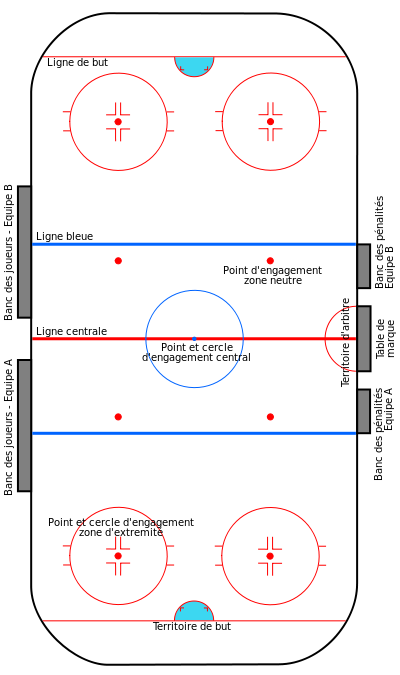 Ligne de but
Banc des joueurs - Equipe B
Banc des pénalités
Equipe B
Ligne bleue
Point d'engagement
zone neutre
Territoire d'arbitre
Table de
marque
Ligne centrale
Point et cercle
d'engagement central
Banc des joueurs - Equipe A
Banc des pénalités
Equipe A
Point et cercle d'engagement
zone d'extremité
Territoire de but